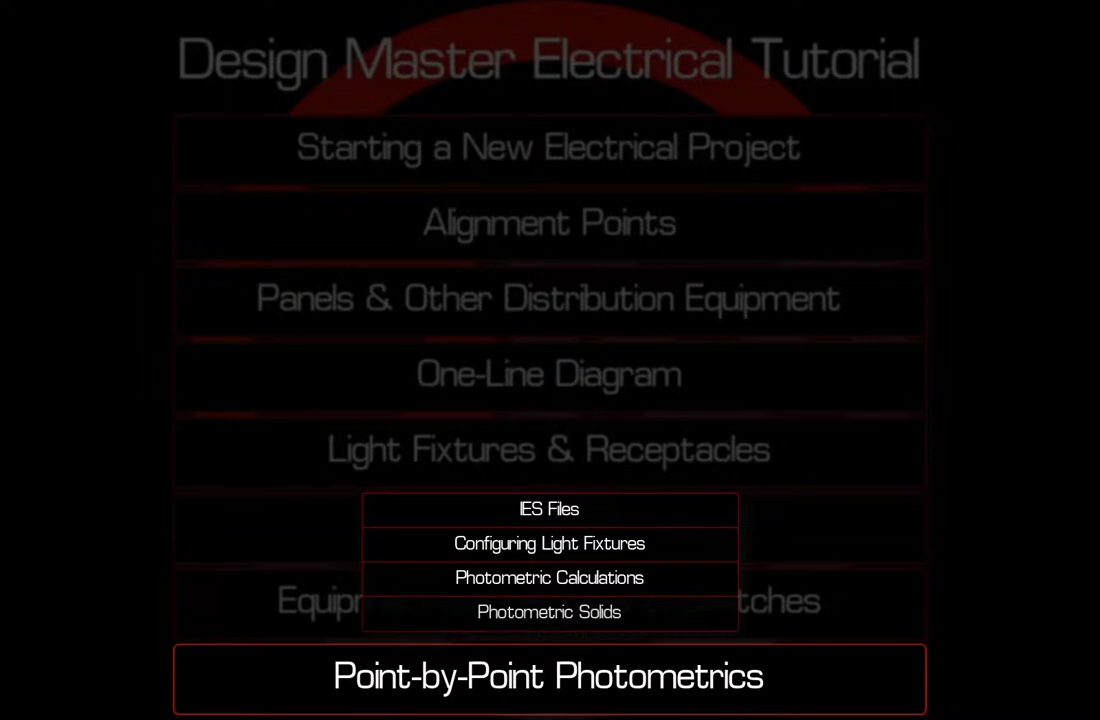 Design Master Electrical Tutorial
Starting a New Electrical Project
Alignment Points
Panels & Other Distribution Equipment
One-Line Diagram
Light Fixtures & Receptacles
IES Files
Configuring Light Fixtures
Photometric Calculations
Photometric Solids
Point-by-Point Photometrics